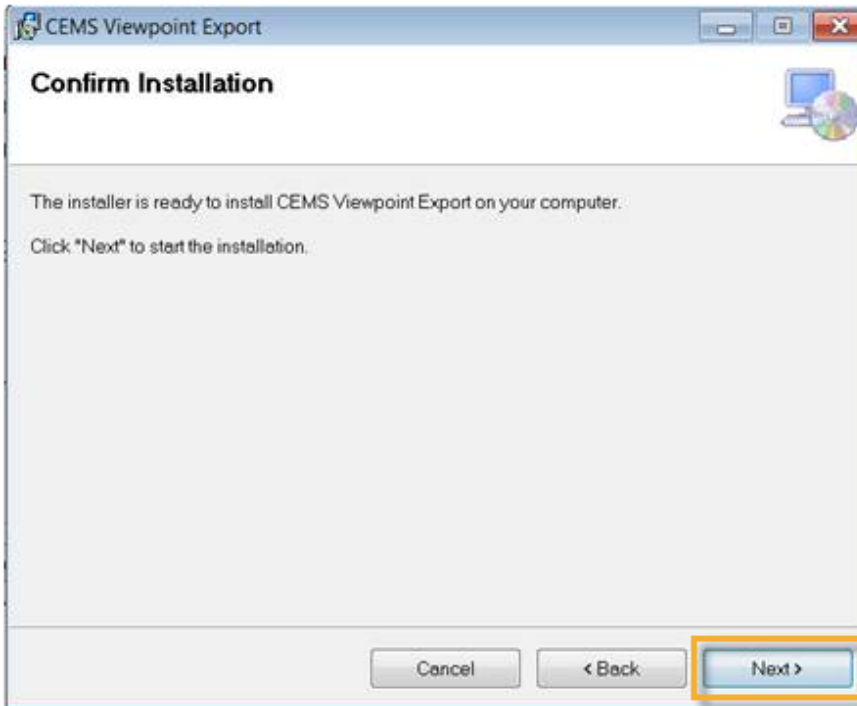 CEMS Viewpoint Export
Confirm Installation
The installer is ready to install CEMS Viewpoint Export on your computer.
Click "Next" to start the installation.
Cancel
< Back
Next >